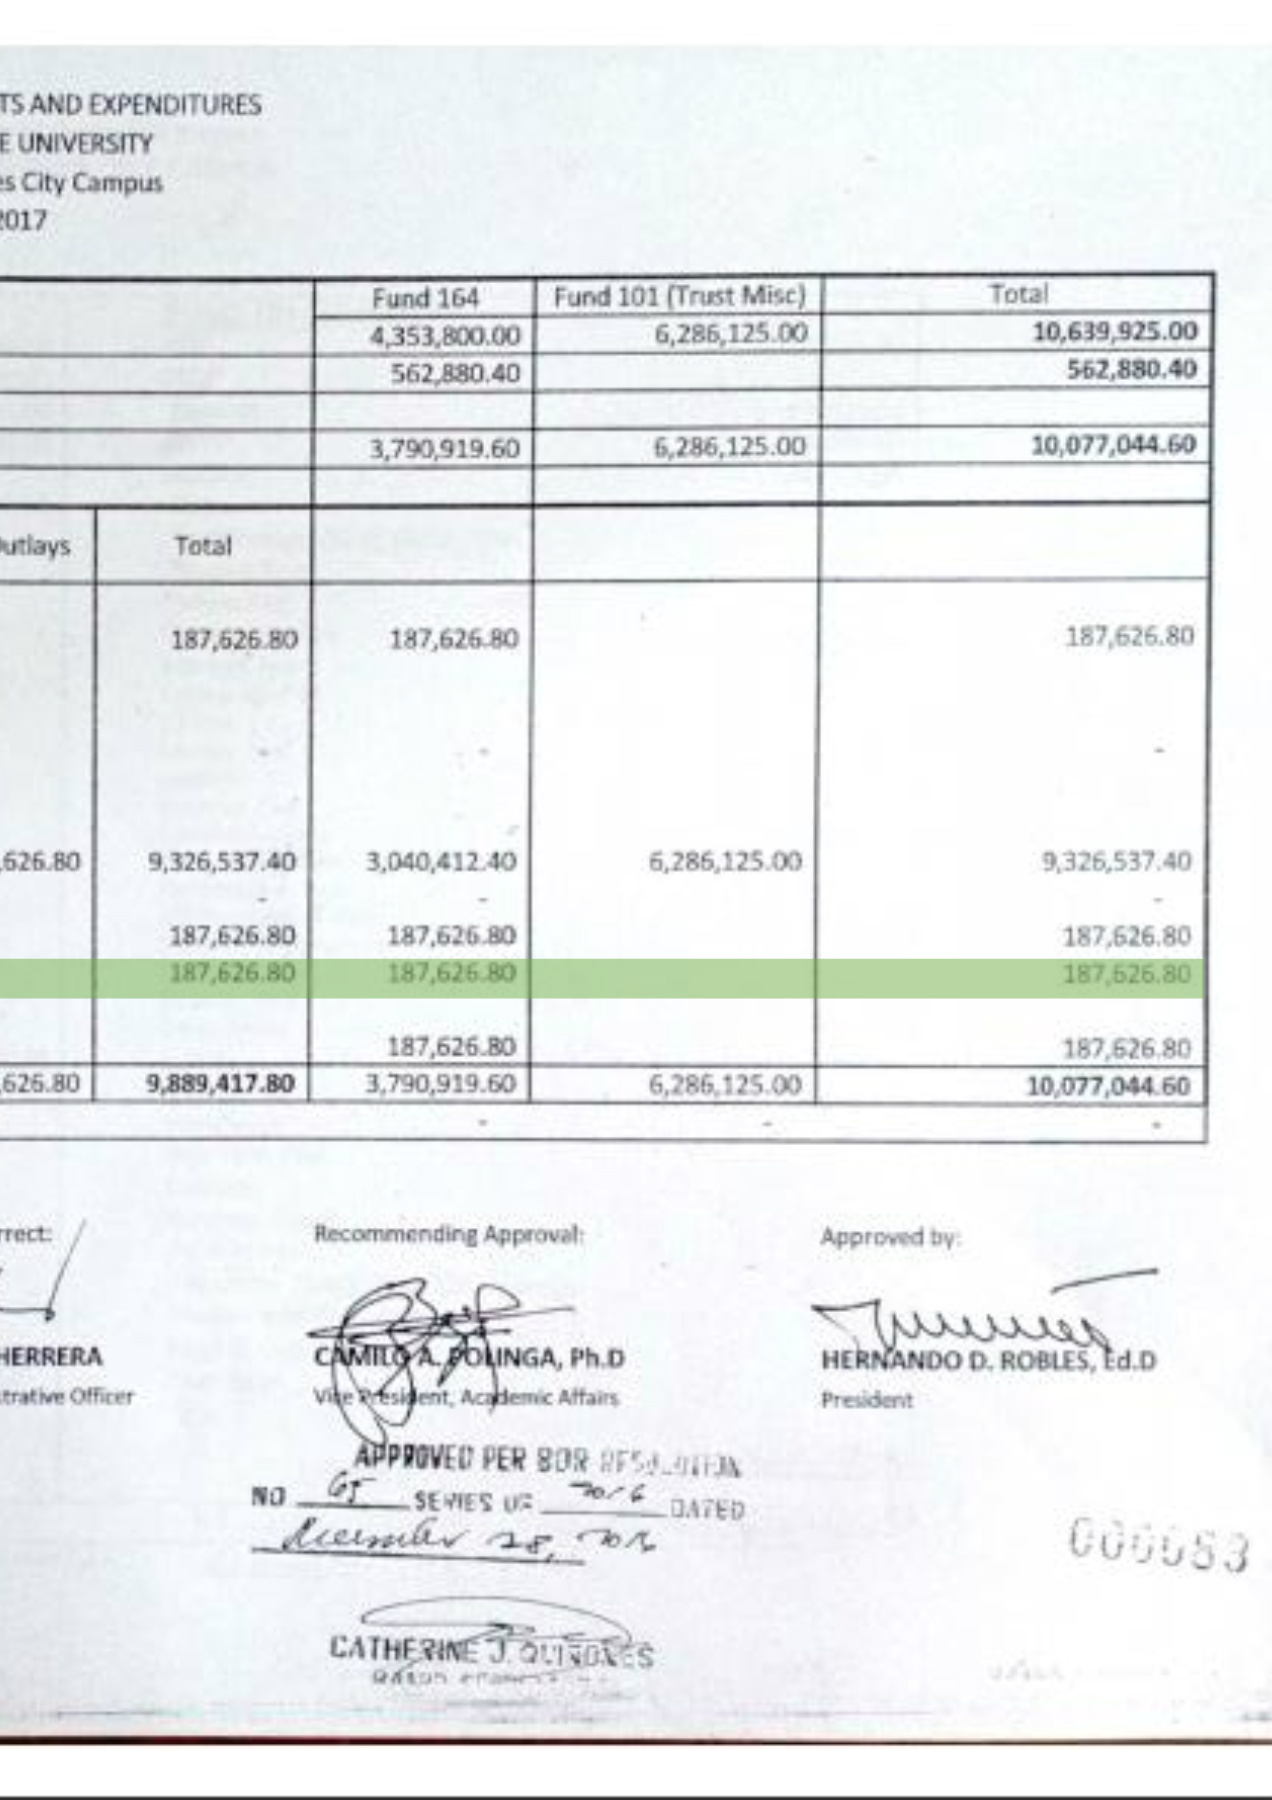 TS AND EXPENDITURES
E UNIVERSITY
es City Campus
2017
Fund 164 Fund 101 (Trust Misc) Total
4,353,800.00 6,286,125.00 10,639,925.00
562,880.40 562,880.40
3,790,919.60 6,286,125.00 10,077,044.60
Outlays Total
187,626.80 187,626.80 187,626.80
- - -
- -
,626.80 9,326,537.40 3,040,412.40 6,286,125.00 9,326,537.40
- - -
187,626.80 187,626.80 187,626.80
187,626.80 187,626.80 187,626.80
187,626.80 187,626.80
,626.80 9,889,417.80 3,790,919.60 6,286,125.00 10,077,044.60
- - -
rrect: Recommending Approval: Approved by:
HERRERA CAMILO A. POLINGA, Ph.D HERNANDO D. ROBLES, Ed.D
trative Officer Vice President, Academic Affairs President
APPROVED PER BOR RESOLUTION
NO 65 SERIES OF 2016 DATED
December 28, 2016
000083
CATHERINE J. QUIÑONES